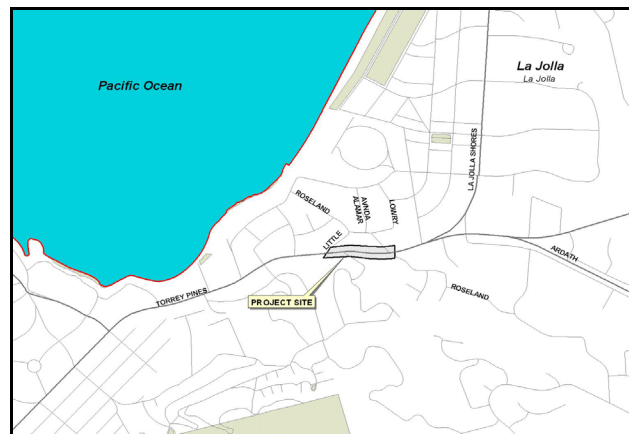 Pacific Ocean
La Jolla
La Jolla
LA JOLLA SHORES
ROSELAND
AVNDA
ALAMAR
LOWRY
LITTLE
ARDATH
TORREY PINES
PROJECT SITE
ROSELAND